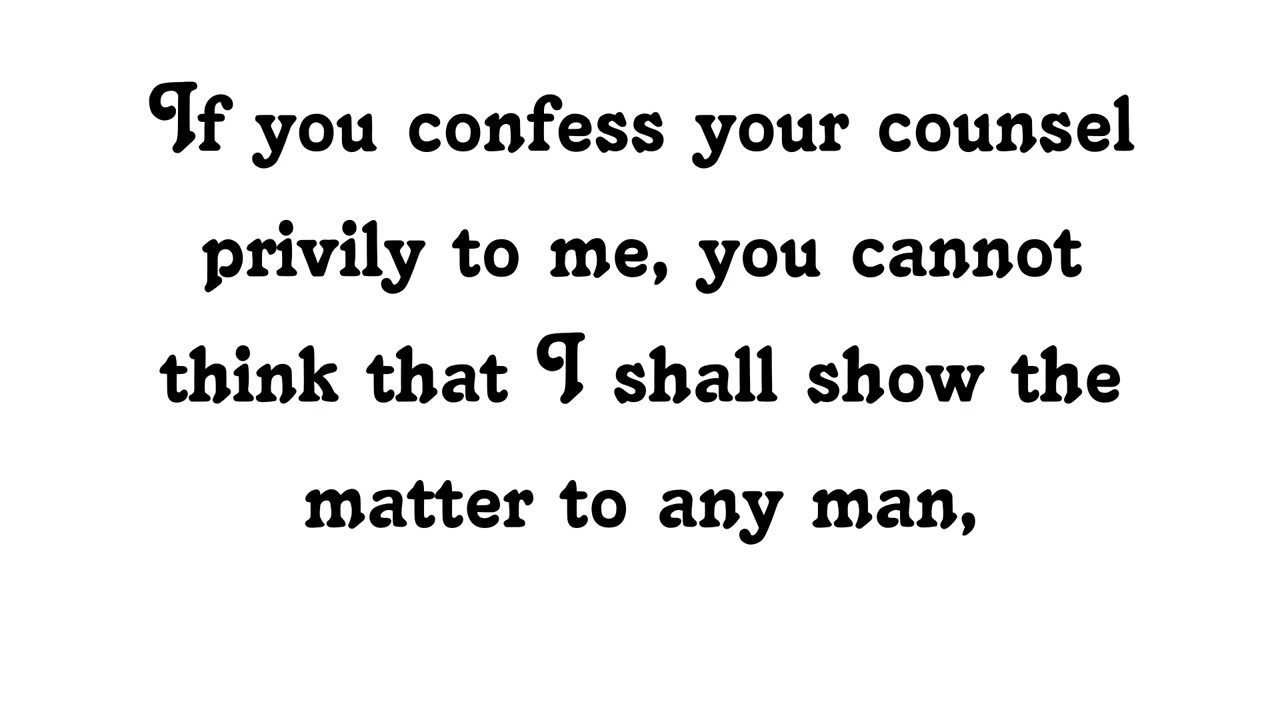 If you confess your counsel
privily to me, you cannot
think that I shall show the
matter to any man,